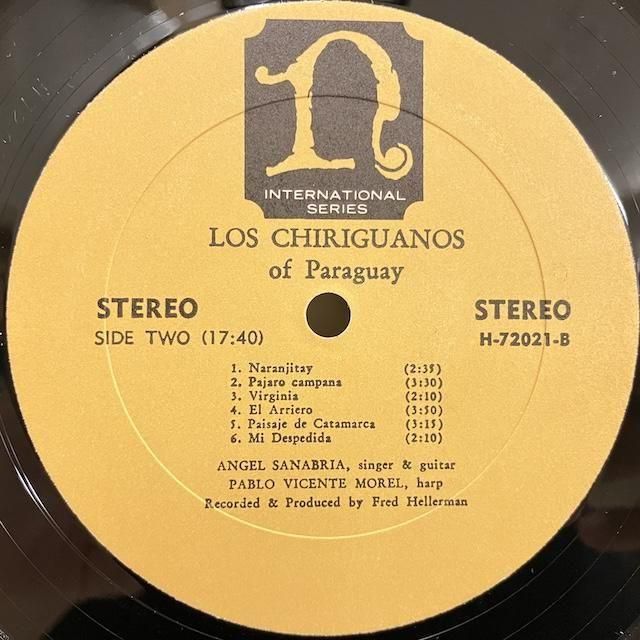 n
INTERNATIONAL
SERIES
LOS CHIRIGUANOS
of Paraguay
STEREO
SIDE TWO (17:40)
STEREO
H-72021-B
1. Naranjitay (2:35)
2. Pajaro campana (3:30)
3. Virginia (2:10)
4. El Arriero (3:50)
5. Paisaje de Catamarca (3:15)
6. Mi Despedida (2:10)
ANGEL SANABRIA, singer & guitar
PABLO VICENTE MOREL, harp
Recorded & Produced by Fred Hellerman